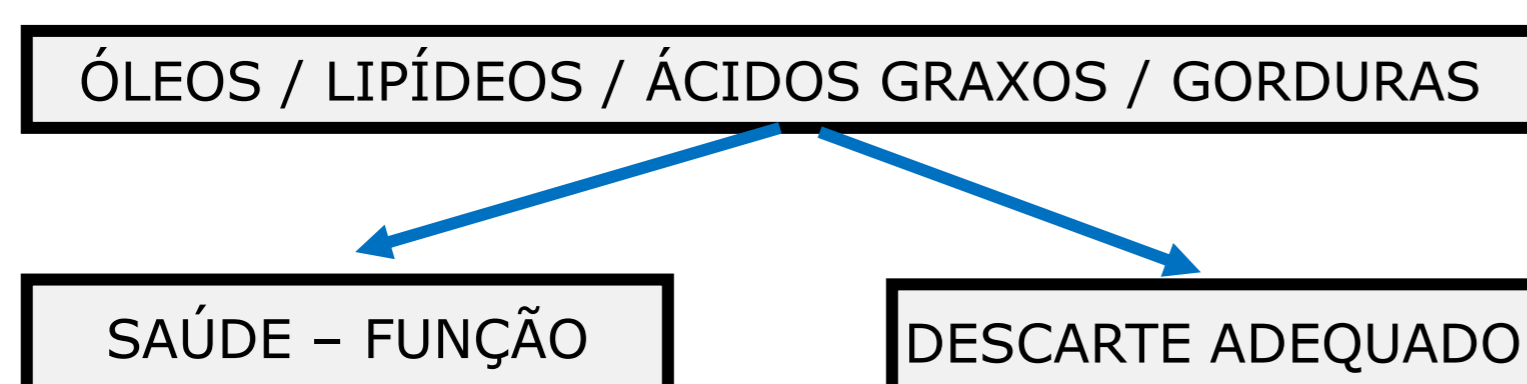 ÓLEOS / LIPÍDEOS / ÁCIDOS GRAXOS / GORDURAS
SAÚDE – FUNÇÃO
DESCARTE ADEQUADO